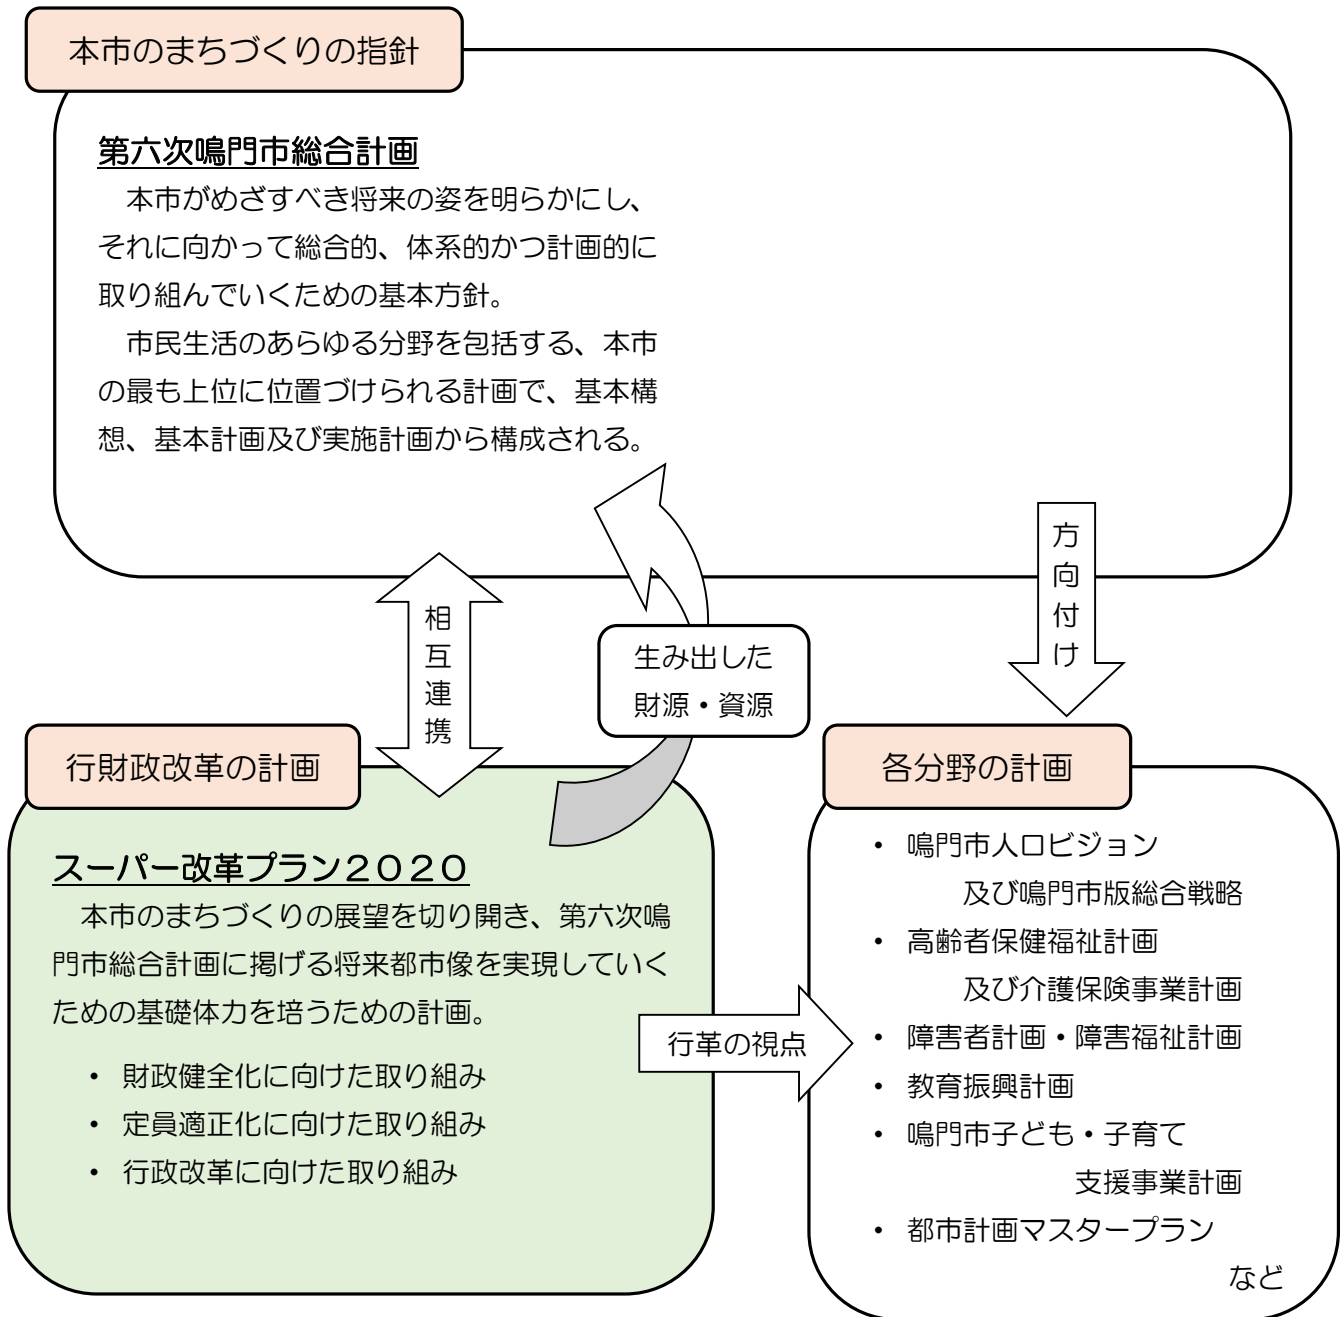 本市のまちづくりの指針
第六次鳴門市総合計画
本市がめざすべき将来の姿を明らかにし、
それに向かって総合的、体系的かつ計画的に
取り組んでいくための基本方針。
市民生活のあらゆる分野を包括する、本市
の最も上位に位置づけられる計画で、基本構
想、基本計画及び実施計画から構成される。
相互連携
生み出した
財源・資源
方向付け
行財政改革の計画
スーパー改革プラン２０２０
本市のまちづくりの展望を切り開き、第六次鳴
門市総合計画に掲げる将来都市像を実現していく
ための基礎体力を培うための計画。
・ 財政健全化に向けた取り組み
・ 定員適正化に向けた取り組み
・ 行政改革に向けた取り組み
行革の視点
各分野の計画
・ 鳴門市人口ビジョン
及び鳴門市版総合戦略
・ 高齢者保健福祉計画
及び介護保険事業計画
・ 障害者計画・障害福祉計画
・ 教育振興計画
・ 鳴門市子ども・子育て
支援事業計画
・ 都市計画マスタープラン
など